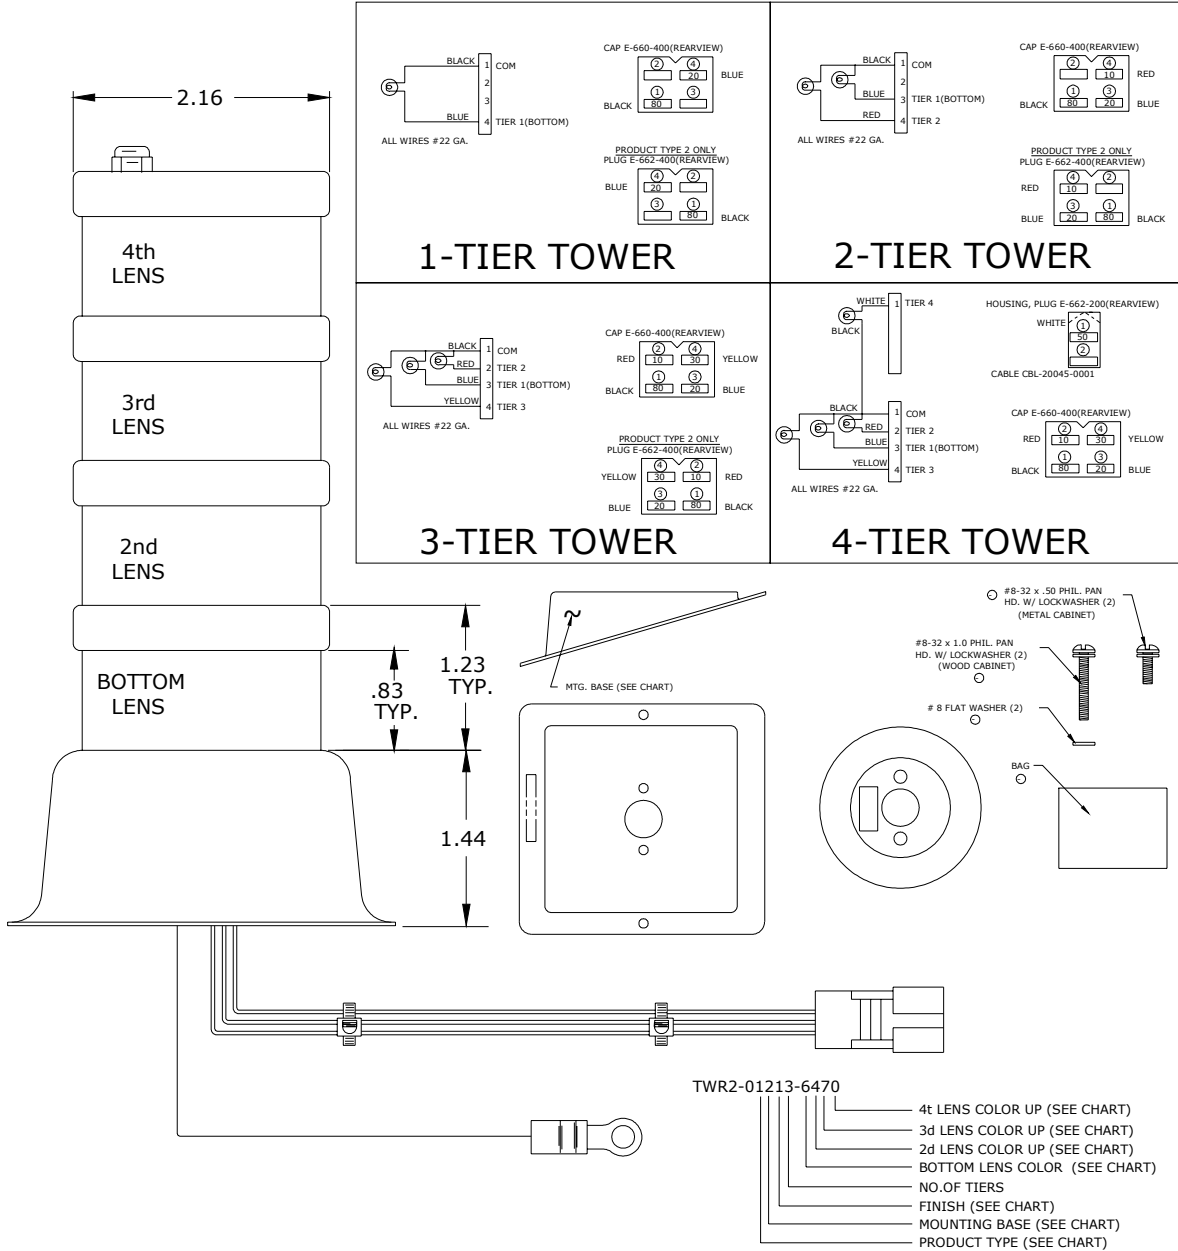 2.16
4th
LENS
3rd
LENS
2nd
LENS
BOTTOM
LENS
1.23
TYP.
.83
TYP.
1.44
BLACK
1 COM
2
3
BLUE
4 TIER 1(BOTTOM)
ALL WIRES #22 GA.
CAP E-660-400(REARVIEW)
2 4
20 BLUE
1 3
BLACK 80
PRODUCT TYPE 2 ONLY
PLUG E-662-400(REARVIEW)
4 2
BLUE 20
3 1
80 BLACK
1-TIER TOWER
BLACK
1 COM
2
BLUE
3 TIER 1(BOTTOM)
RED
4 TIER 2
ALL WIRES #22 GA.
CAP E-660-400(REARVIEW)
2 4
10 RED
1 3
BLACK 80 20 BLUE
PRODUCT TYPE 2 ONLY
PLUG E-662-400(REARVIEW)
4 2
RED 10
3 1
BLUE 20 80 BLACK
2-TIER TOWER
BLACK
1 COM
RED
2 TIER 2
BLUE
3 TIER 1(BOTTOM)
YELLOW
4 TIER 3
ALL WIRES #22 GA.
CAP E-660-400(REARVIEW)
2 4
RED 10 30 YELLOW
1 3
BLACK 80 20 BLUE
PRODUCT TYPE 2 ONLY
PLUG E-662-400(REARVIEW)
4 2
YELLOW 30 10 RED
3 1
BLUE 20 80 BLACK
3-TIER TOWER
WHITE
1 TIER 4
BLACK
HOUSING, PLUG E-662-200(REARVIEW)
WHITE 1
50
2
CABLE CBL-20045-0001
BLACK
1 COM
RED
2 TIER 2
BLUE
3 TIER 1(BOTTOM)
YELLOW
4 TIER 3
ALL WIRES #22 GA.
CAP E-660-400(REARVIEW)
2 4
RED 10 30 YELLOW
1 3
BLACK 80 20 BLUE
4-TIER TOWER
~
MTG. BASE (SEE CHART)
#8-32 x .50 PHIL. PAN
HD. W/ LOCKWASHER (2)
(METAL CABINET)
#8-32 x 1.0 PHIL. PAN
HD. W/ LOCKWASHER (2)
(WOOD CABINET)
# 8 FLAT WASHER (2)
BAG
TWR2-01213-6470
4t LENS COLOR UP (SEE CHART)
3d LENS COLOR UP (SEE CHART)
2d LENS COLOR UP (SEE CHART)
BOTTOM LENS COLOR (SEE CHART)
NO.OF TIERS
FINISH (SEE CHART)
MOUNTING BASE (SEE CHART)
PRODUCT TYPE (SEE CHART)